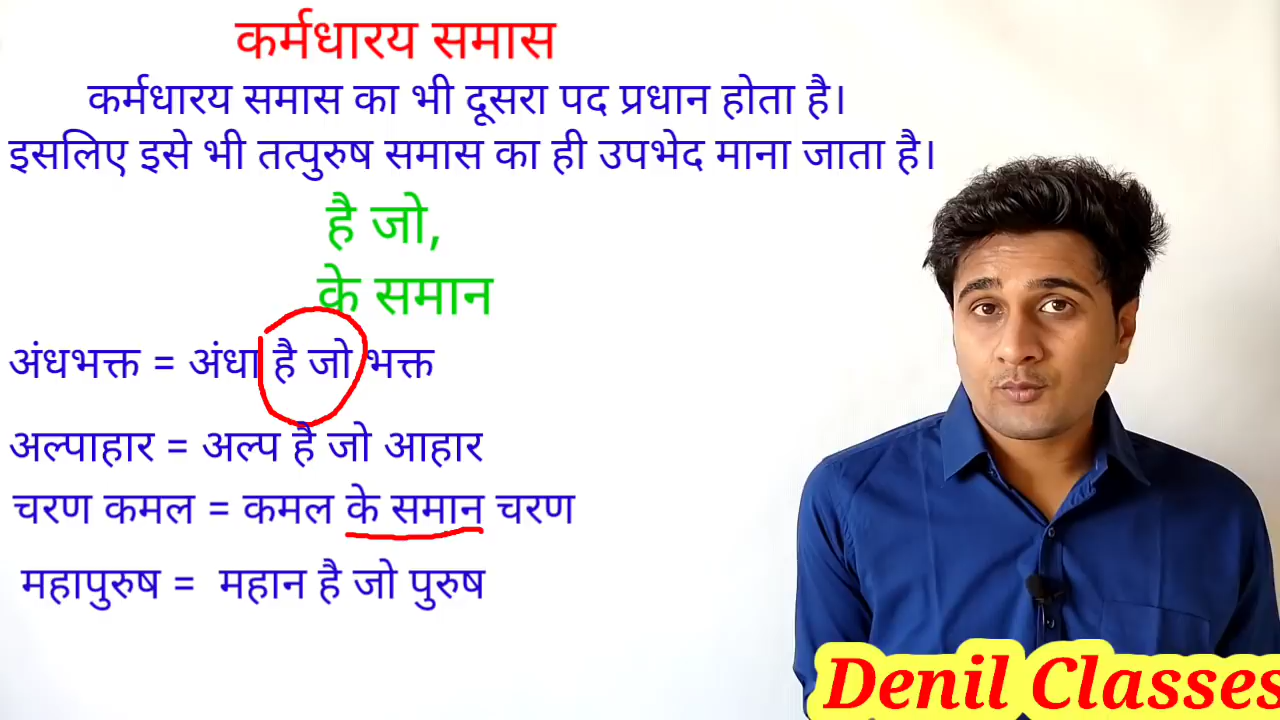 कर्मधारय समास
कर्मधारय समास का भी दूसरा पद प्रधान होता है।
इसलिए इसे भी तत्पुरुष समास का ही उपभेद माना जाता है।
है जो,
के समान
अंधभक्त = अंधा है जो भक्त
अल्पाहार = अल्प है जो आहार
चरण कमल = कमल के समान चरण
महापुरुष = महान है जो पुरुष
Denil Classes